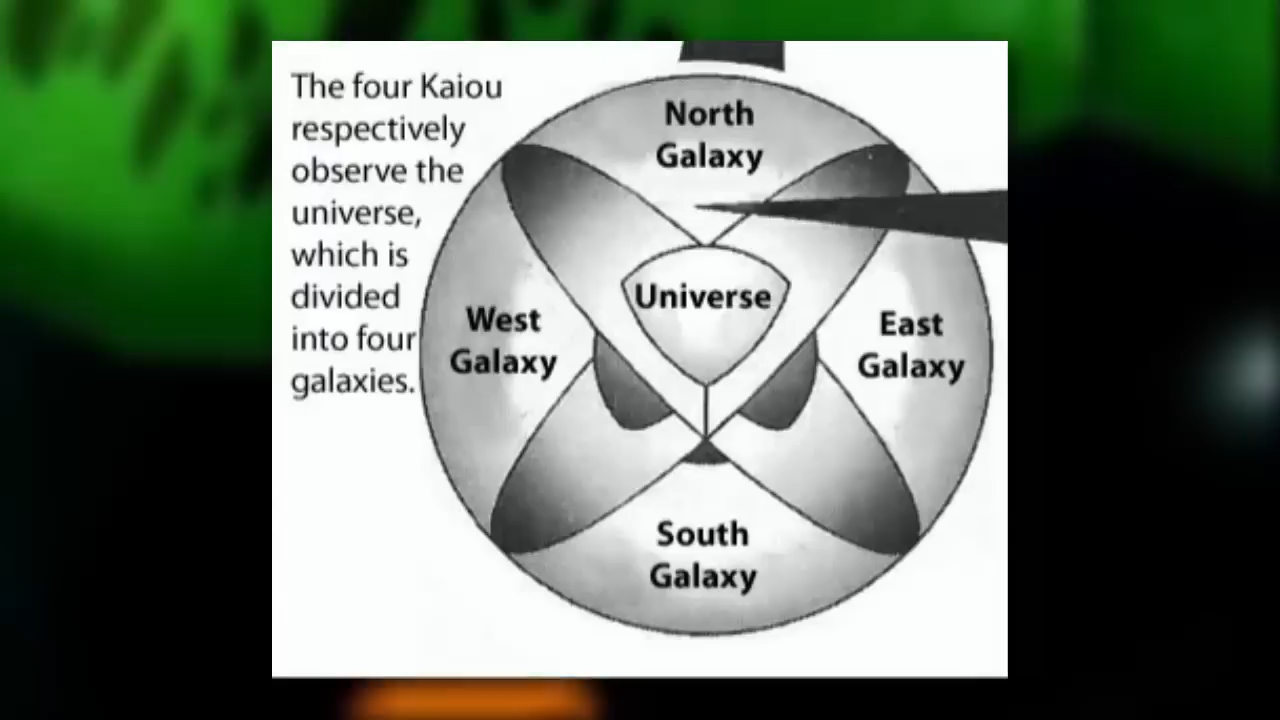 The four Kaiou
respectively
observe the
universe,
which is
divided
into four
galaxies.
North
Galaxy
Universe
West
Galaxy
East
Galaxy
South
Galaxy